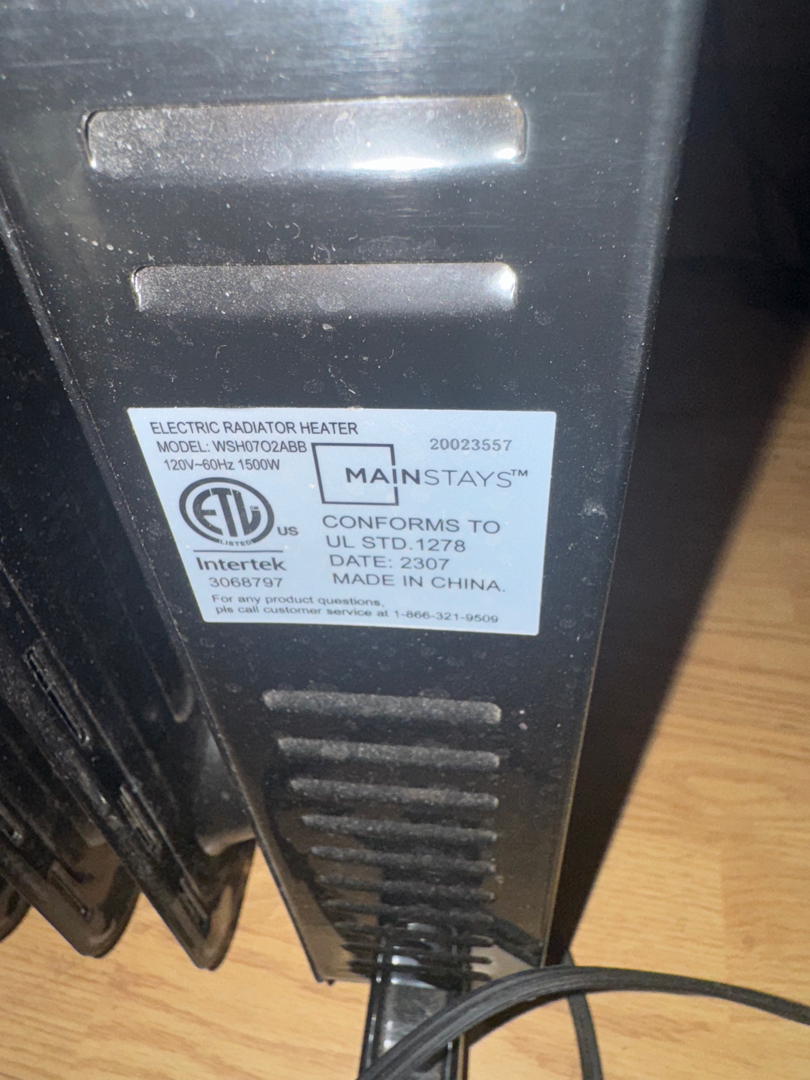 ELECTRIC RADIATOR HEATER
MODEL: WSH07O2ABB
120V~60Hz 1500W
20023557
MAINSTAYS™
ETL
LISTED
US
Intertek
3068797
CONFORMS TO
UL STD.1278
DATE: 2307
MADE IN CHINA.
For any product questions,
pls call customer service at 1-866-321-9509